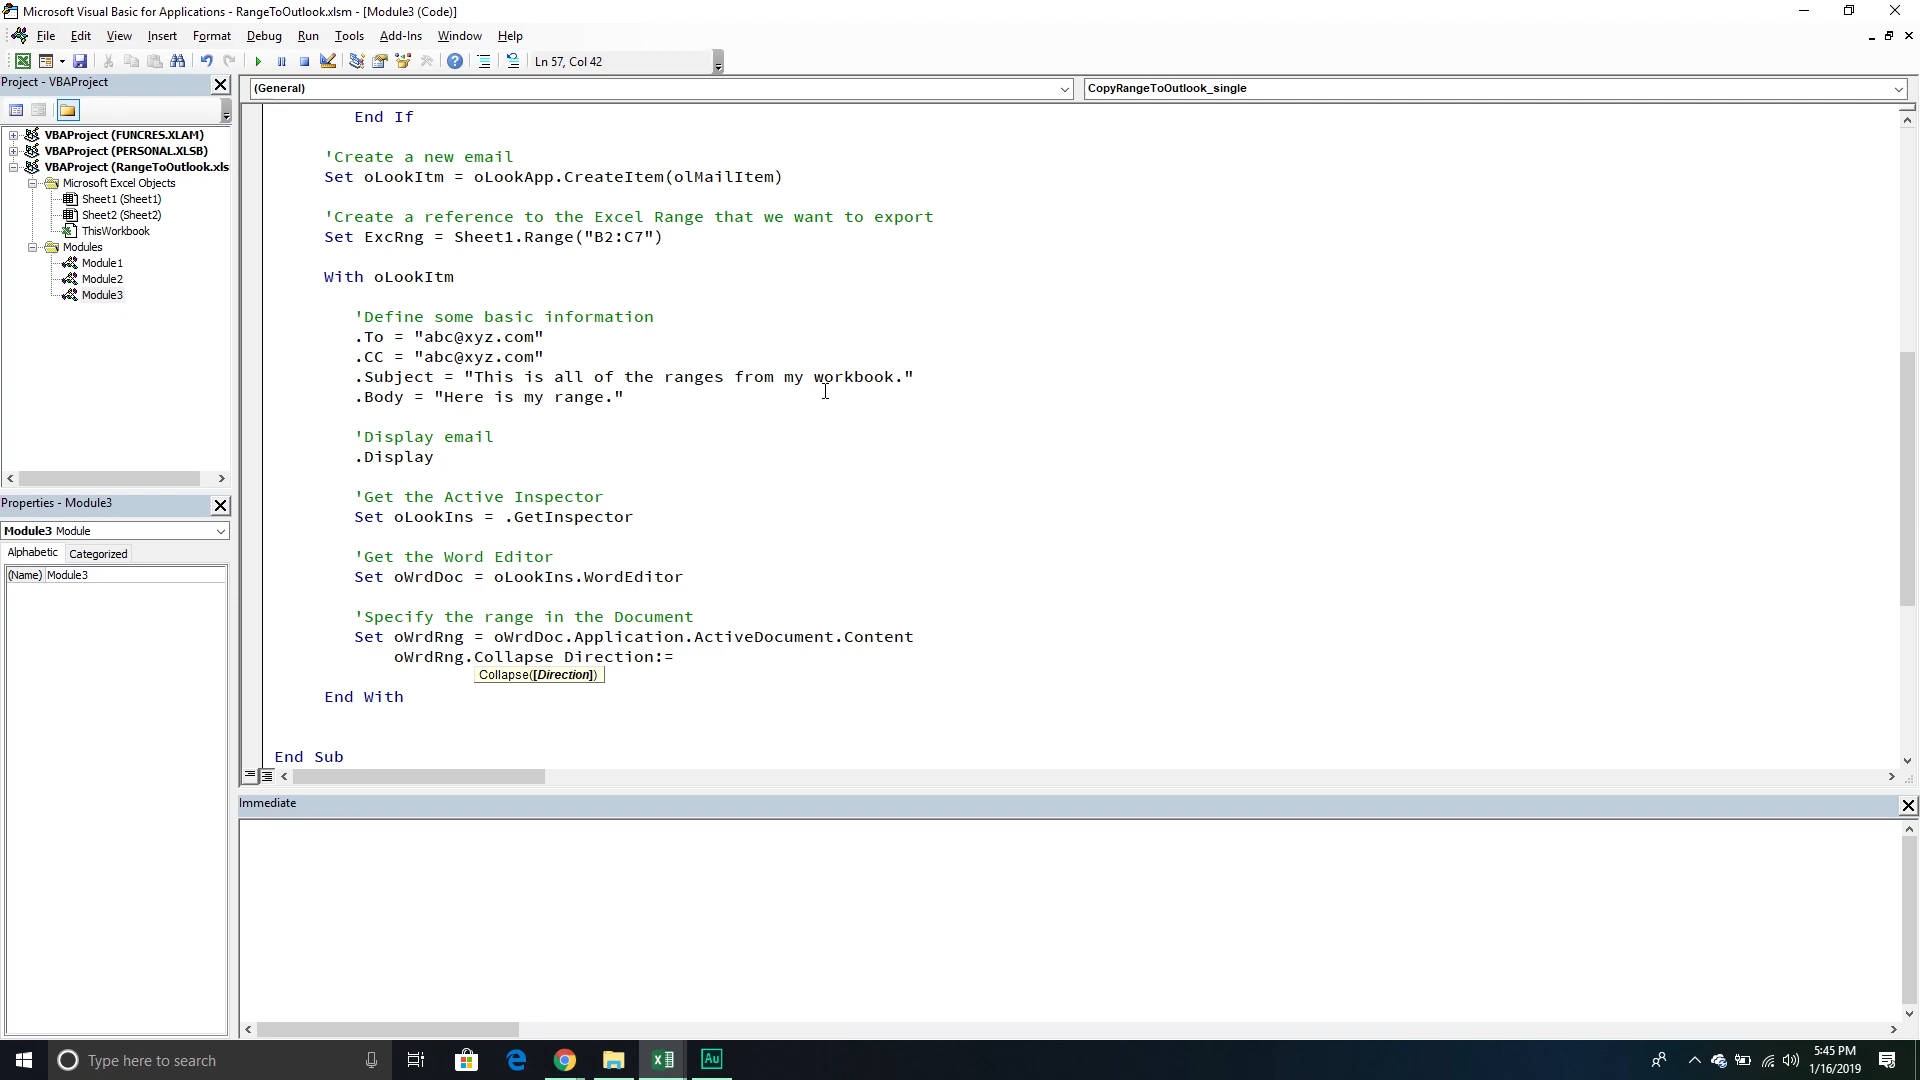 Microsoft Visual Basic for Applications - RangeToOutlook.xlsm - [Module3 (Code)]
File Edit View Insert Format Debug Run Tools Add-Ins Window Help
Ln 57, Col 42
Project - VBAProject
(General)
CopyRangeToOutlook_single
VBAProject (FUNCRES.XLAM)
VBAProject (PERSONAL.XLSB)
VBAProject (RangeToOutlook.xls
Microsoft Excel Objects
Sheet1 (Sheet1)
Sheet2 (Sheet2)
ThisWorkbook
Modules
Module1
Module2
Module3
Properties - Module3
Module3 Module
Alphabetic Categorized
(Name) Module3
End If
'Create a new email
Set oLookItm = oLookApp.CreateItem(olMailItem)
'Create a reference to the Excel Range that we want to export
Set ExcRng = Sheet1.Range("B2:C7")
With oLookItm
'Define some basic information
.To = "abc@xyz.com"
.CC = "abc@xyz.com"
.Subject = "This is all of the ranges from my workbook."
.Body = "Here is my range."
'Display email
.Display
'Get the Active Inspector
Set oLookIns = .GetInspector
'Get the Word Editor
Set oWrdDoc = oLookIns.WordEditor
'Specify the range in the Document
Set oWrdRng = oWrdDoc.Application.ActiveDocument.Content
oWrdRng.Collapse Direction:=
Collapse([Direction])
End With
End Sub
Immediate
Type here to search
Au
5:45 PM
1/16/2019